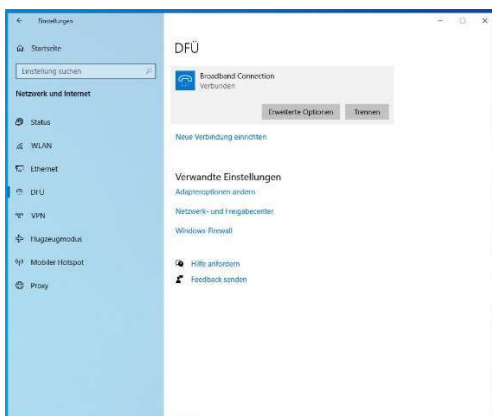 Einstellungen
Startseite
Einstellung suchen
Netzwerk und Internet
Status
WLAN
Ethernet
DFÜ
VPN
Flugzeugmodus
Mobiler Hotspot
Proxy
DFÜ
Broadband Connection
Verbunden
Erweiterte Optionen Trennen
Neue Verbindung einrichten
Verwandte Einstellungen
Adapteroptionen ändern
Netzwerk- und Freigabecenter
Windows-Firewall
Hilfe anfordern
Feedback senden